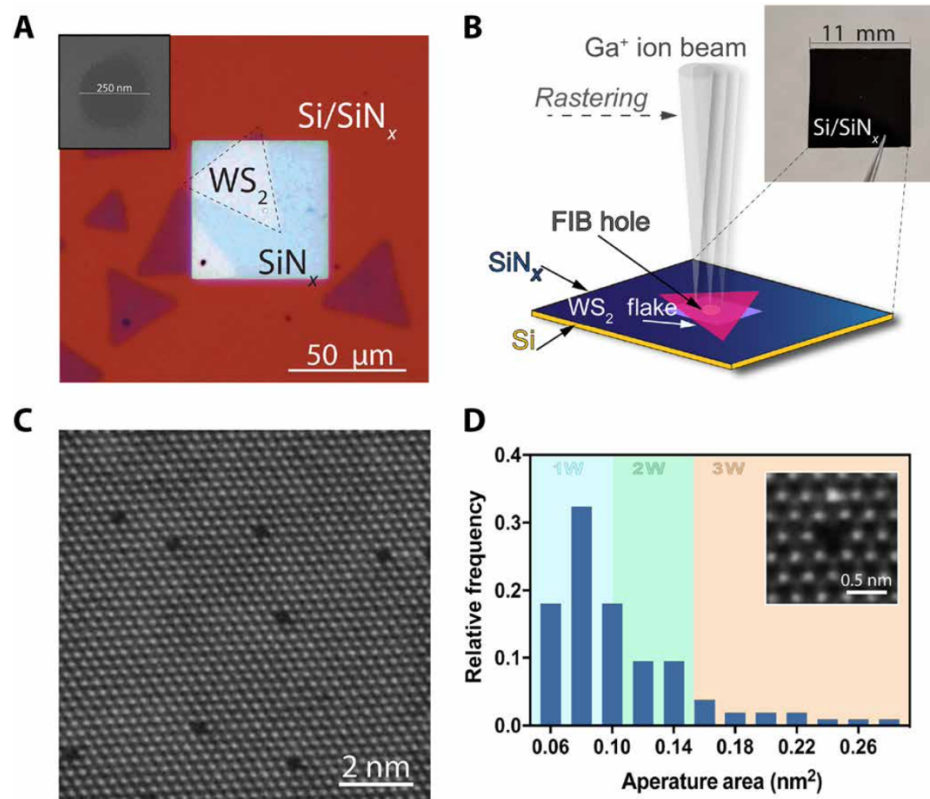 A
250 nm
Si/SiNx
WS2
SiNx
50 μm
B
Ga+ ion beam
Rastering
11 mm
Si/SiNx
FIB hole
SiNx
WS2 flake
Si
C
2 nm
D
Relative frequency
0.4
0.3
0.2
0.1
0.0
1W 2W 3W
0.5 nm
0.06 0.10 0.14 0.18 0.22 0.26
Aperature area (nm2)